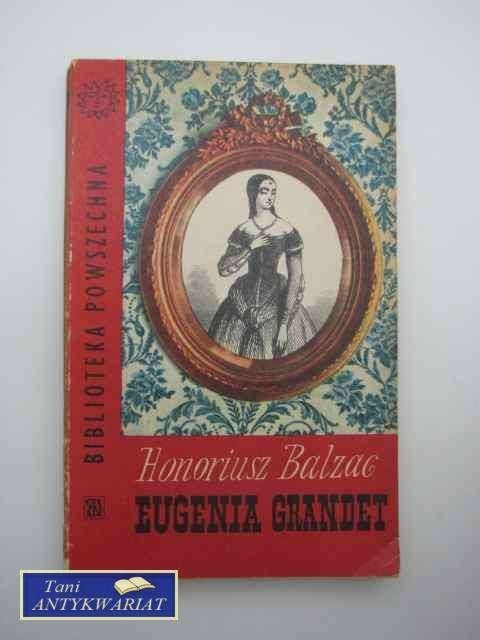 BIBLIOTEKA POWSZECHNA
Honoriusz Balzac
EUGENIA GRANDET
Tani
ANTYKWARIAT